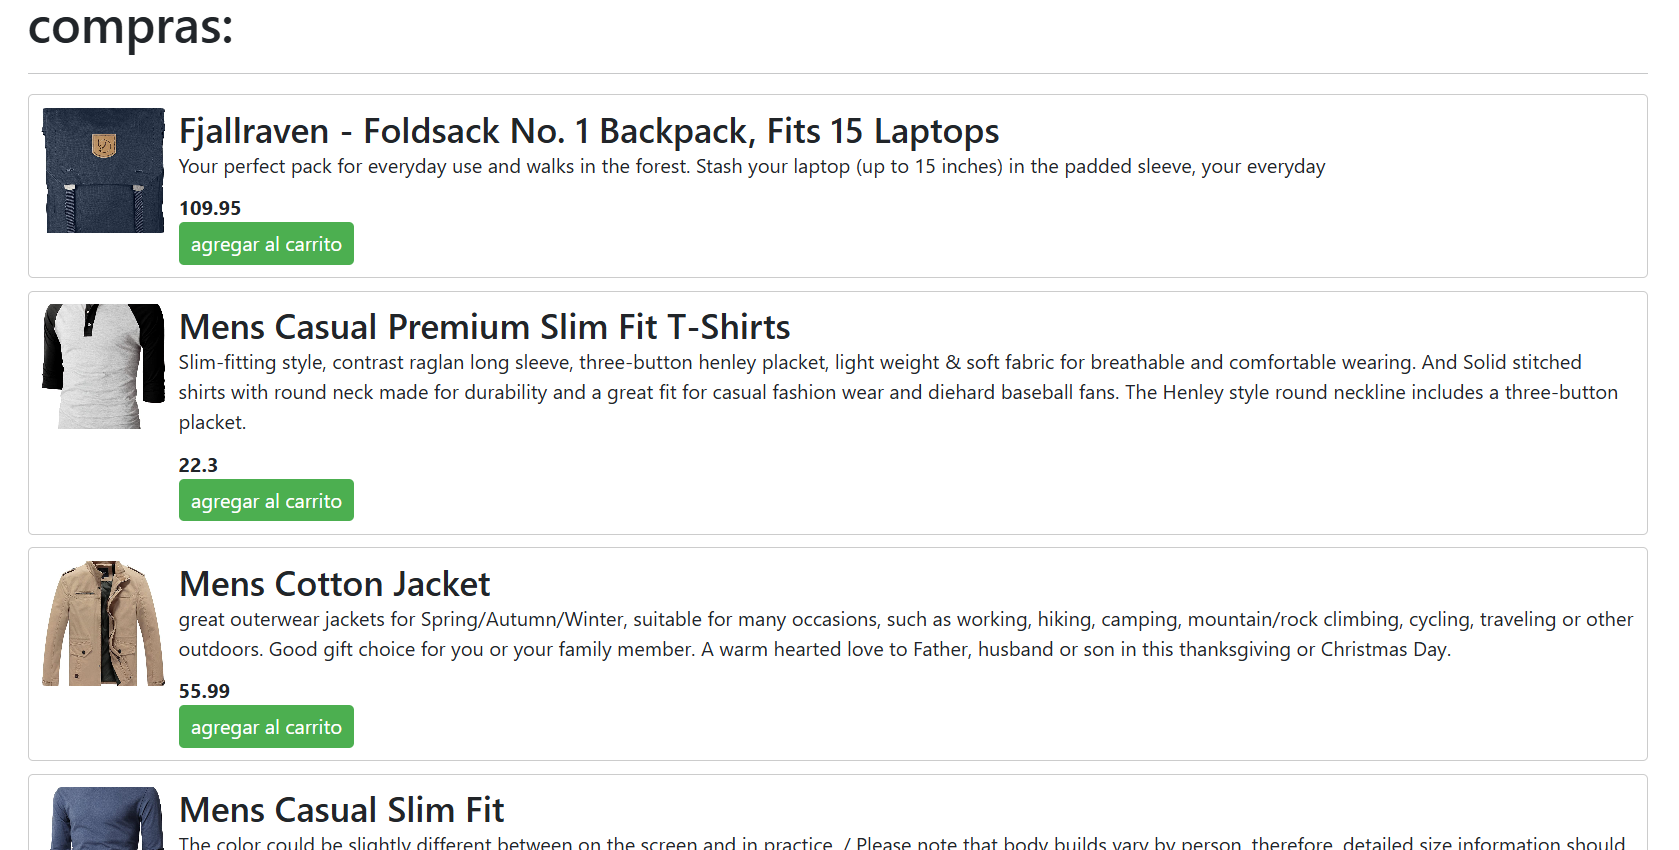 compras:
Fjallraven - Foldsack No. 1 Backpack, Fits 15 Laptops
Your perfect pack for everyday use and walks in the forest. Stash your laptop (up to 15 inches) in the padded sleeve, your everyday
109.95
agregar al carrito
Mens Casual Premium Slim Fit T-Shirts
Slim-fitting style, contrast raglan long sleeve, three-button henley placket, light weight & soft fabric for breathable and comfortable wearing. And Solid stitched
shirts with round neck made for durability and a great fit for casual fashion wear and diehard baseball fans. The Henley style round neckline includes a three-button
placket.
22.3
agregar al carrito
Mens Cotton Jacket
great outerwear jackets for Spring/Autumn/Winter, suitable for many occasions, such as working, hiking, camping, mountain/rock climbing, cycling, traveling or other
outdoors. Good gift choice for you or your family member. A warm hearted love to Father, husband or son in this thanksgiving or Christmas Day.
55.99
agregar al carrito
Mens Casual Slim Fit
The color could be slightly different between on the screen and in practice. / Please note that body builds vary by person, therefore, detailed size information should